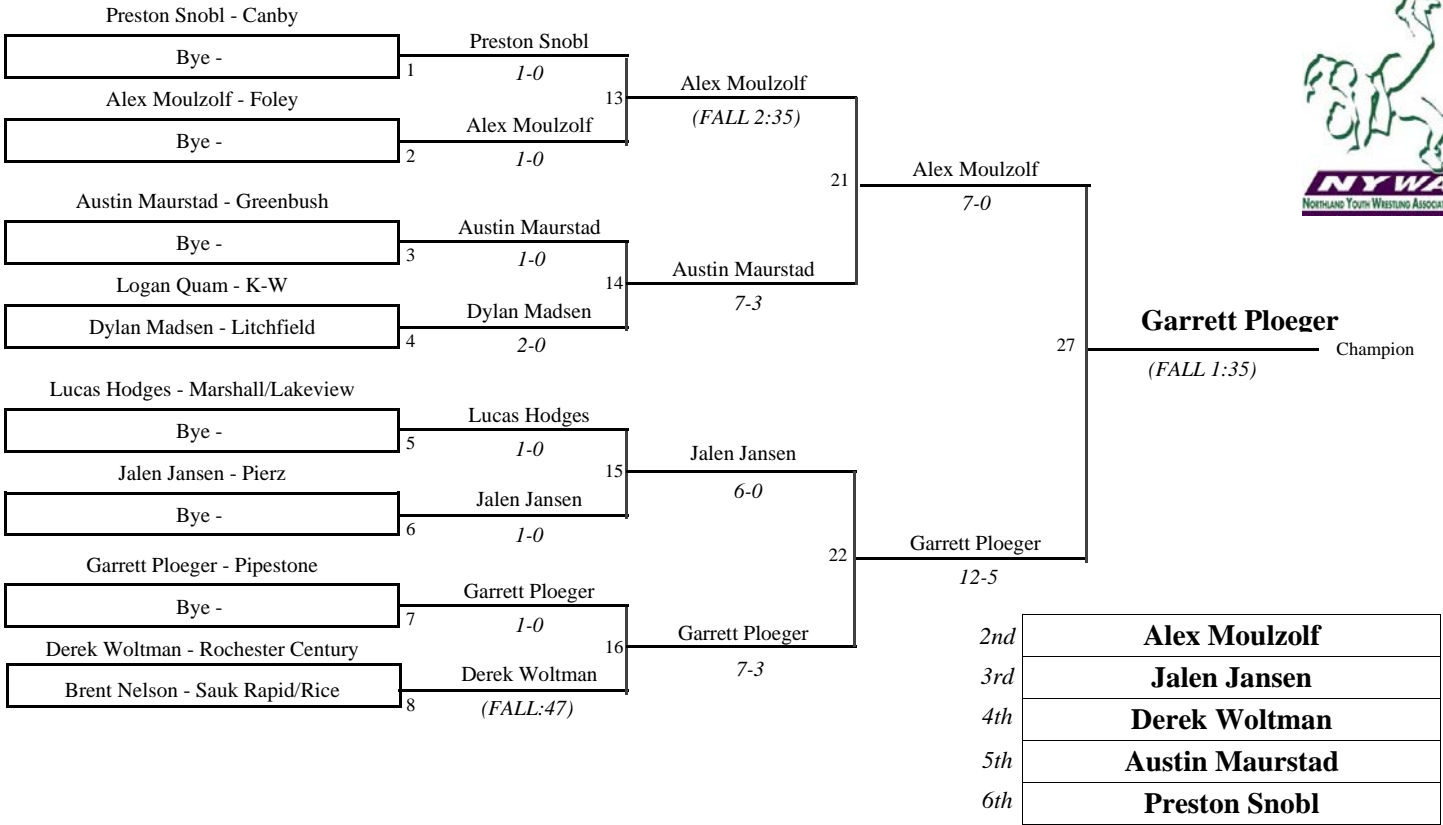 Preston Snobl - Canby
Bye -
1
Alex Moulzolf - Foley
Bye -
2
Austin Maurstad - Greenbush
Bye -
3
Logan Quam - K-W
Dylan Madsen - Litchfield
4
Lucas Hodges - Marshall/Lakeview
Bye -
5
Jalen Jansen - Pierz
Bye -
6
Garrett Ploeger - Pipestone
Bye -
7
Derek Woltman - Rochester Century
Brent Nelson - Sauk Rapid/Rice
8
Preston Snobl
1-0
13
Alex Moulzolf
1-0
Austin Maurstad
1-0
14
Dylan Madsen
2-0
Lucas Hodges
1-0
15
Jalen Jansen
1-0
Garrett Ploeger
1-0
16
Derek Woltman
(FALL:47)
Alex Moulzolf
(FALL 2:35)
21
Austin Maurstad
7-3
Jalen Jansen
6-0
22
Garrett Ploeger
7-3
Alex Moulzolf
7-0
27
Garrett Ploeger
12-5
Garrett Ploeger
Champion
(FALL 1:35)
NYWA
NORTHLAND YOUTH WRESTLING
2nd Alex Moulzolf
3rd Jalen Jansen
4th Derek Woltman
5th Austin Maurstad
6th Preston Snobl